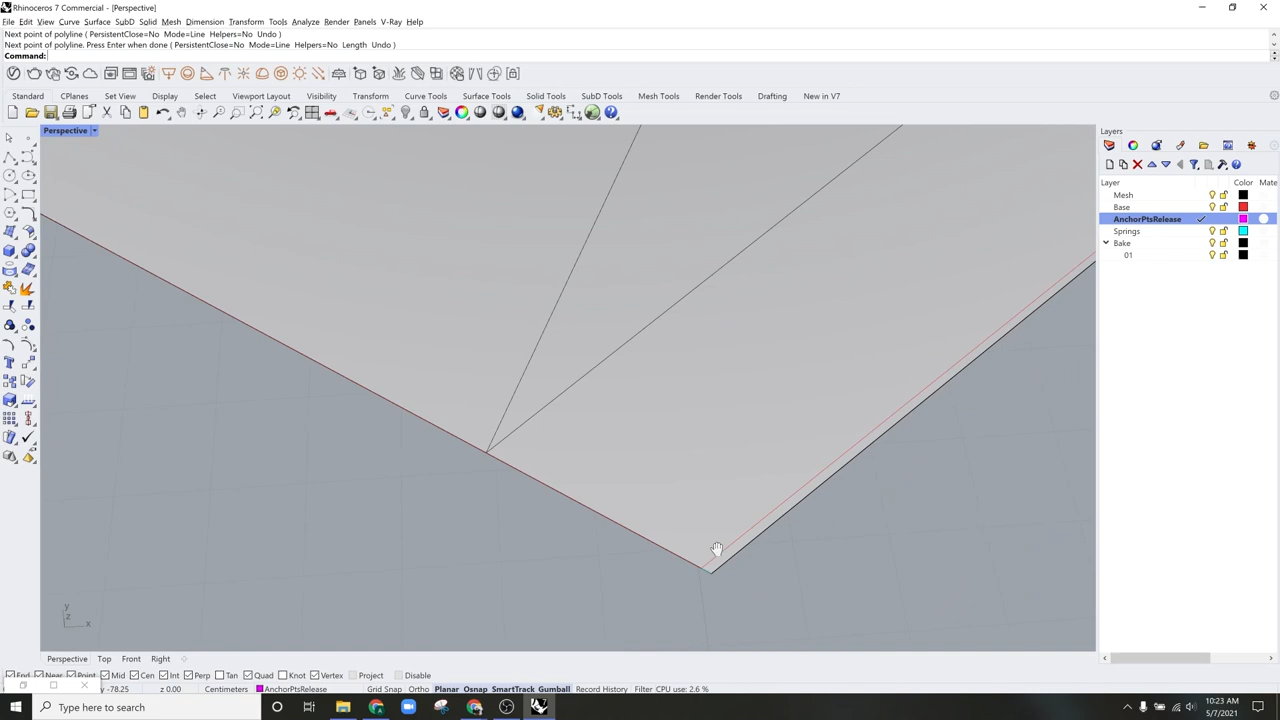 Rhinoceros 7 Commercial - [Perspective]
File Edit View Curve Surface SubD Solid Mesh Dimension Transform Tools Analyze Render Panels V-Ray Help
Next point of polyline ( PersistentClose=No Mode=Line Helpers=No Undo )
Next point of polyline. Press Enter when done ( PersistentClose=No Mode=Line Helpers=No Length Undo )
Command:
Standard CPlanes Set View Display Select Viewport Layout Visibility Transform Curve Tools Surface Tools Solid Tools SubD Tools Mesh Tools Render Tools Drafting New in V7
Perspective
Layers
Layer Color Mate
Mesh
Base
AnchorPtsRelease
Springs
Bake
01
y
z
x
Perspective Top Front Right
End Near Point Mid Cen Int Perp Tan Quad Knot Vertex Project Disable
y -78.25 z 0.00 Centimeters AnchorPtsRelease Grid Snap Ortho Planar Osnap SmartTrack Gumball Record History Filter CPU use: 2.6 %
Type here to search
10:23 AM
5/7/2021